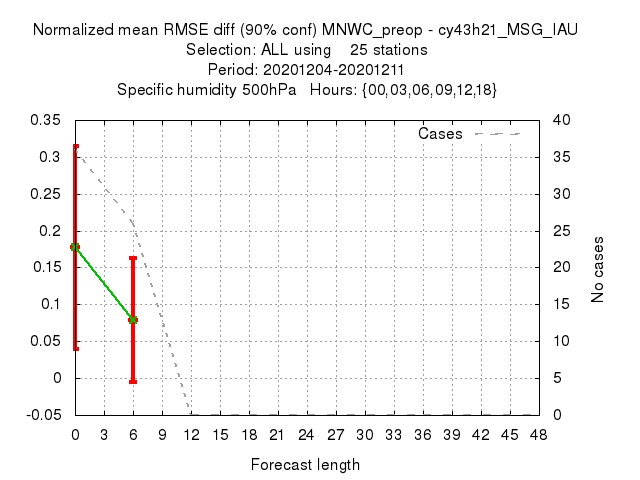 Normalized mean RMSE diff (90% conf) MNWC_preop - cy43h21_MSG_IAU
Selection: ALL using 25 stations
Period: 20201204-20201211
Specific humidity 500hPa Hours: {00,03,06,09,12,18}
Cases
0.35
0.3
0.25
0.2
0.15
0.1
0.05
0
-0.05
40
35
30
25
20
15
10
5
0
No cases
0 3 6 9 12 15 18 21 24 27 30 33 36 39 42 45 48
Forecast length